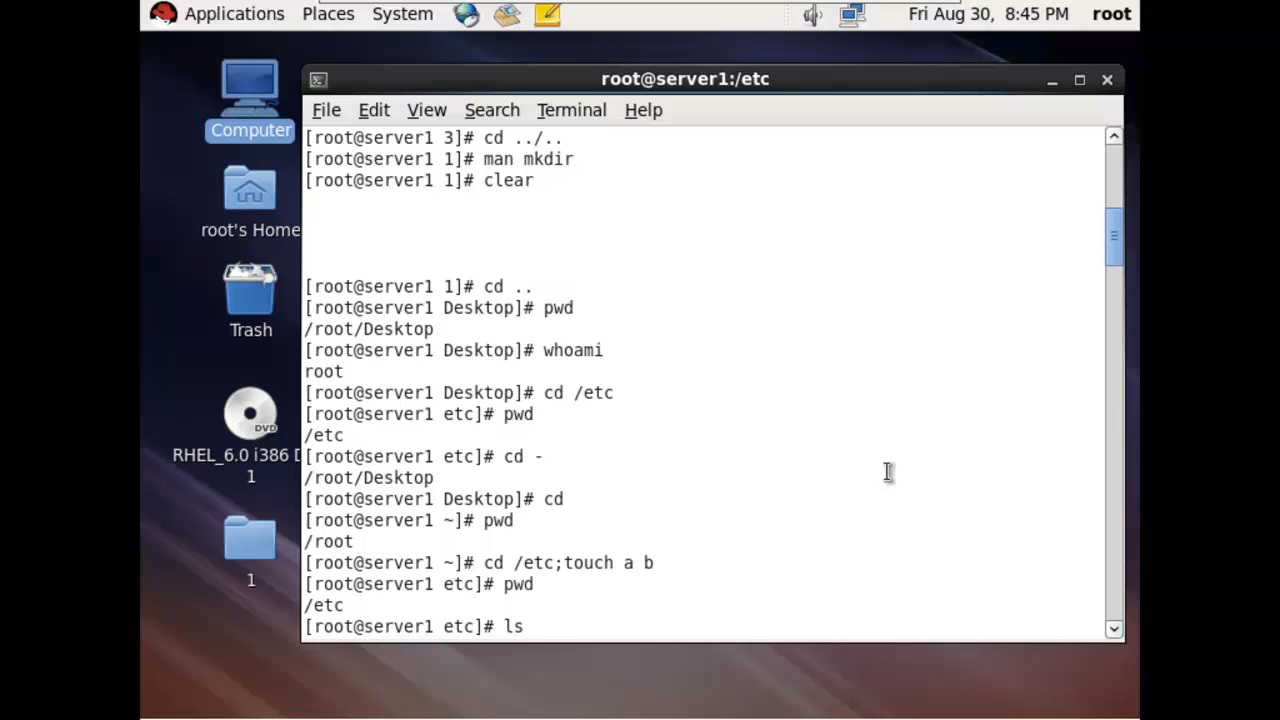 Applications Places System Fri Aug 30, 8:45 PM root
root@server1:/etc
File Edit View Search Terminal Help
Computer
root's Home
Trash
DVD
RHEL_6.0 i386 D
1
1
[root@server1 3]# cd ../..
[root@server1 1]# man mkdir
[root@server1 1]# clear
[root@server1 1]# cd ..
[root@server1 Desktop]# pwd
/root/Desktop
[root@server1 Desktop]# whoami
root
[root@server1 Desktop]# cd /etc
[root@server1 etc]# pwd
/etc
[root@server1 etc]# cd -
/root/Desktop
[root@server1 Desktop]# cd
[root@server1 ~]# pwd
/root
[root@server1 ~]# cd /etc;touch a b
[root@server1 etc]# pwd
/etc
[root@server1 etc]# ls